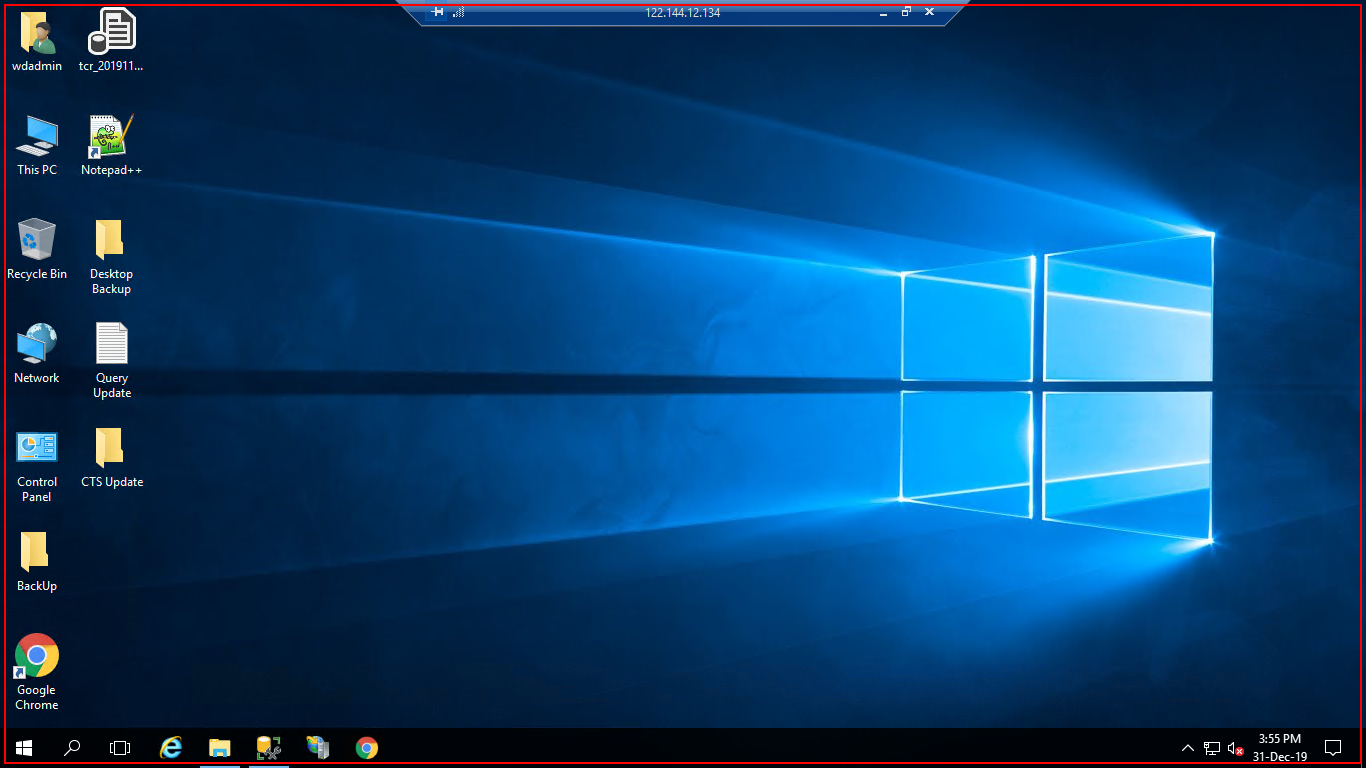 122.144.12.134
wdadmin
tcr_201911...
This PC
Notepad++
Recycle Bin
Desktop
Backup
Network
Query
Update
Control
Panel
CTS Update
BackUp
Google
Chrome
3:55 PM
31-Dec-19